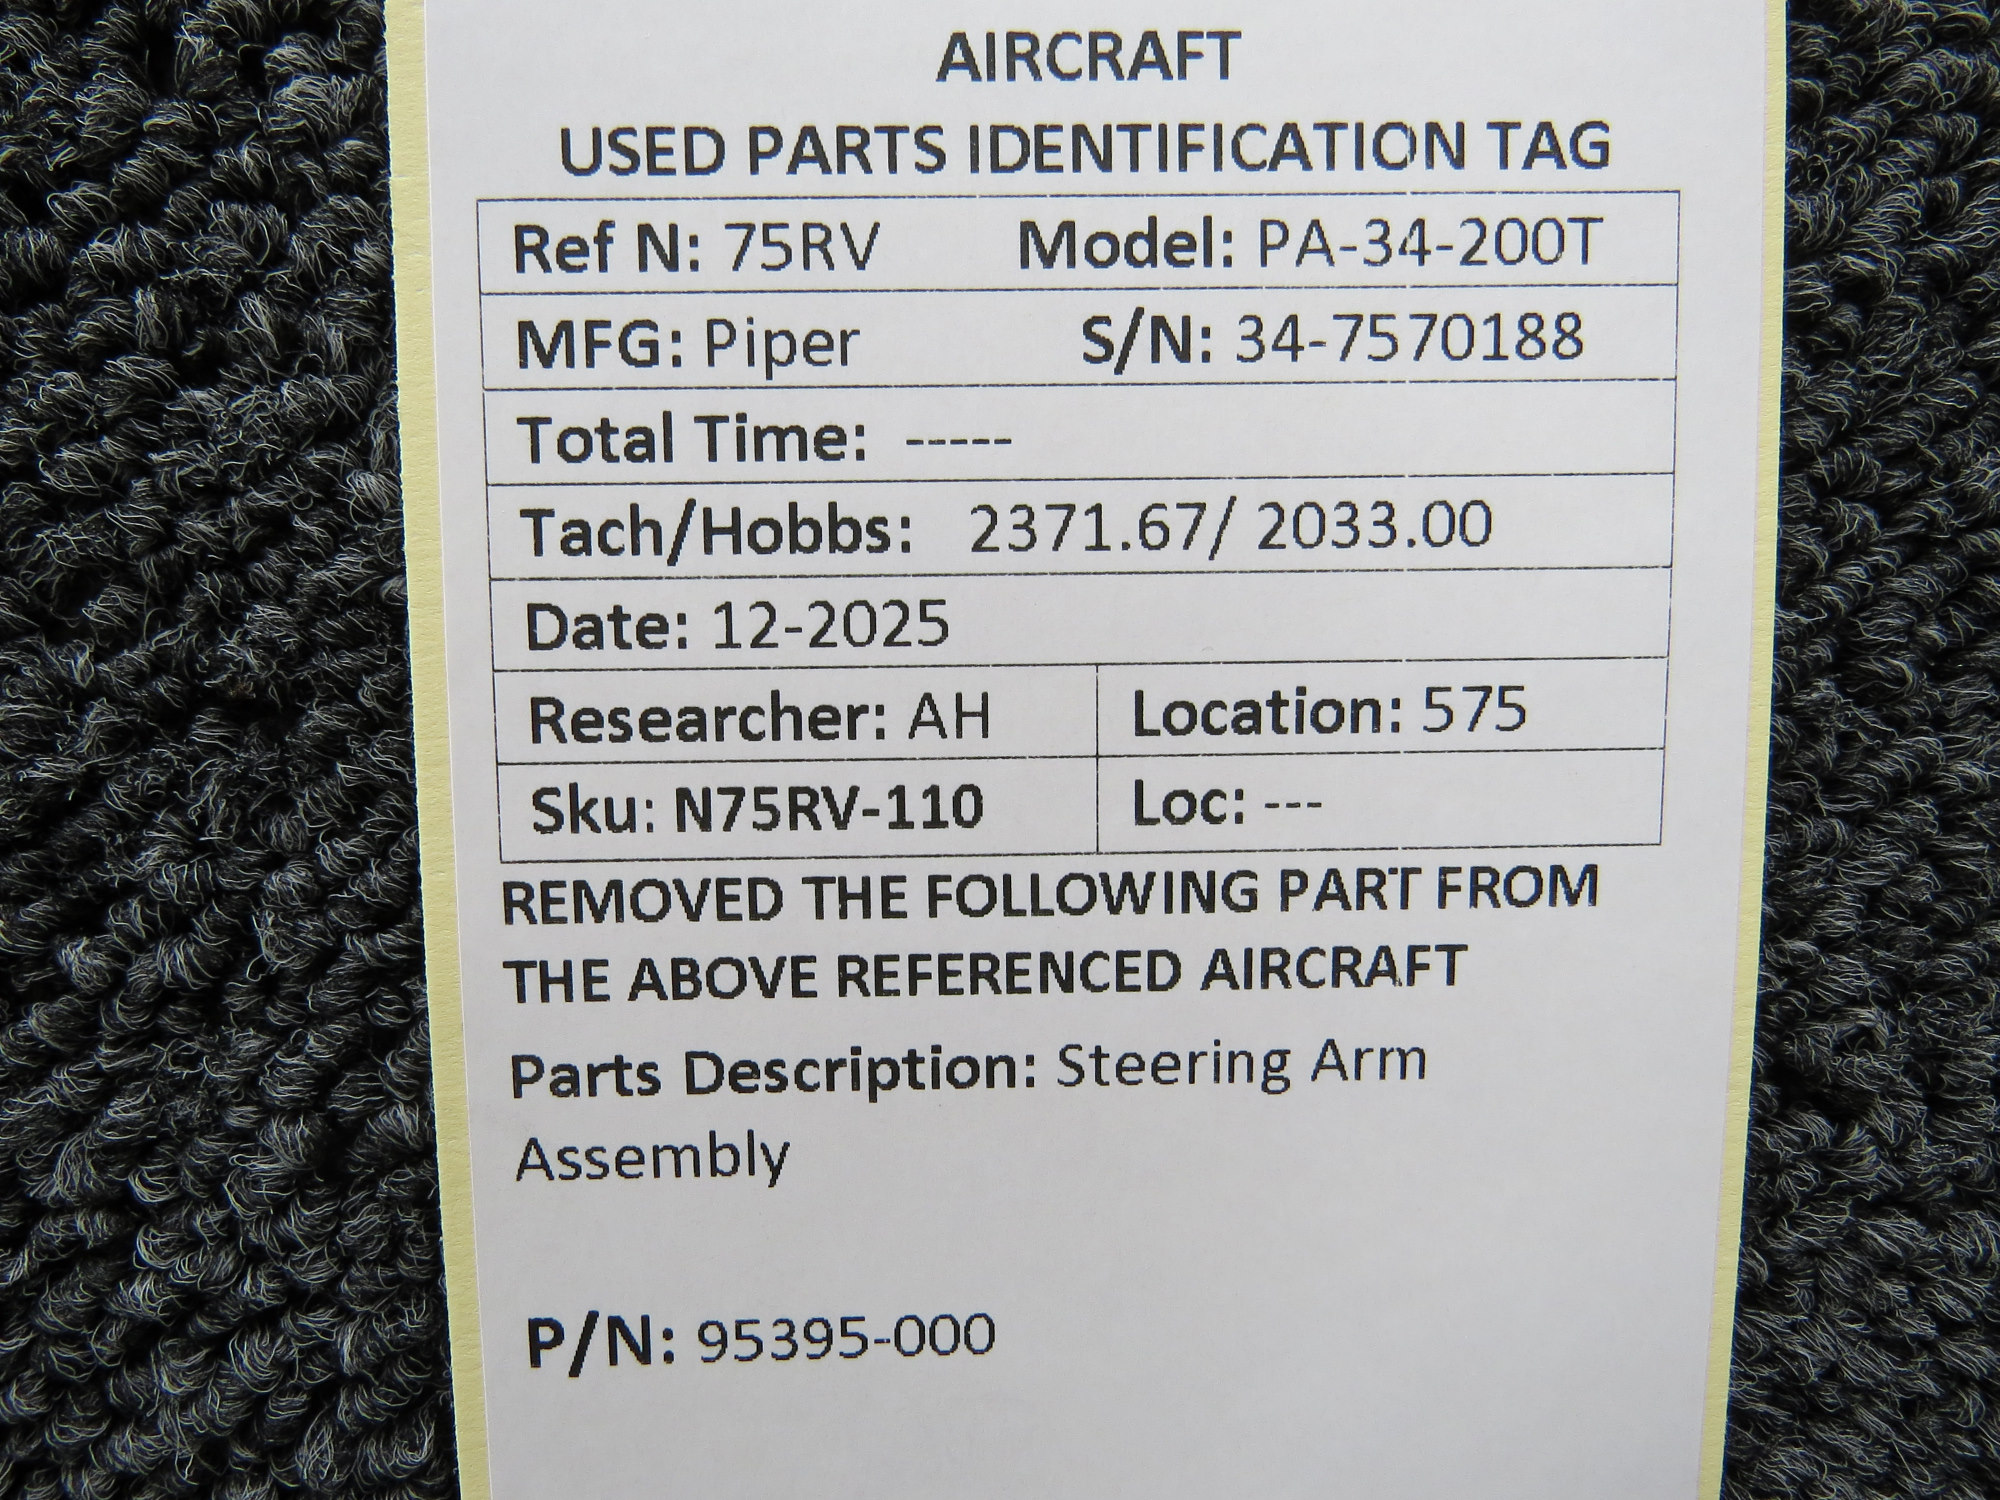 AIRCRAFT
USED PARTS IDENTIFICATION TAG
Ref N: 75RV Model: PA-34-200T
MFG: Piper S/N: 34-7570188
Total Time: -----
Tach/Hobbs: 2371.67/ 2033.00
Date: 12-2025
Researcher: AH Location: 575
Sku: N75RV-110 Loc: ---
REMOVED THE FOLLOWING PART FROM
THE ABOVE REFERENCED AIRCRAFT
Parts Description: Steering Arm
Assembly
P/N: 95395-000